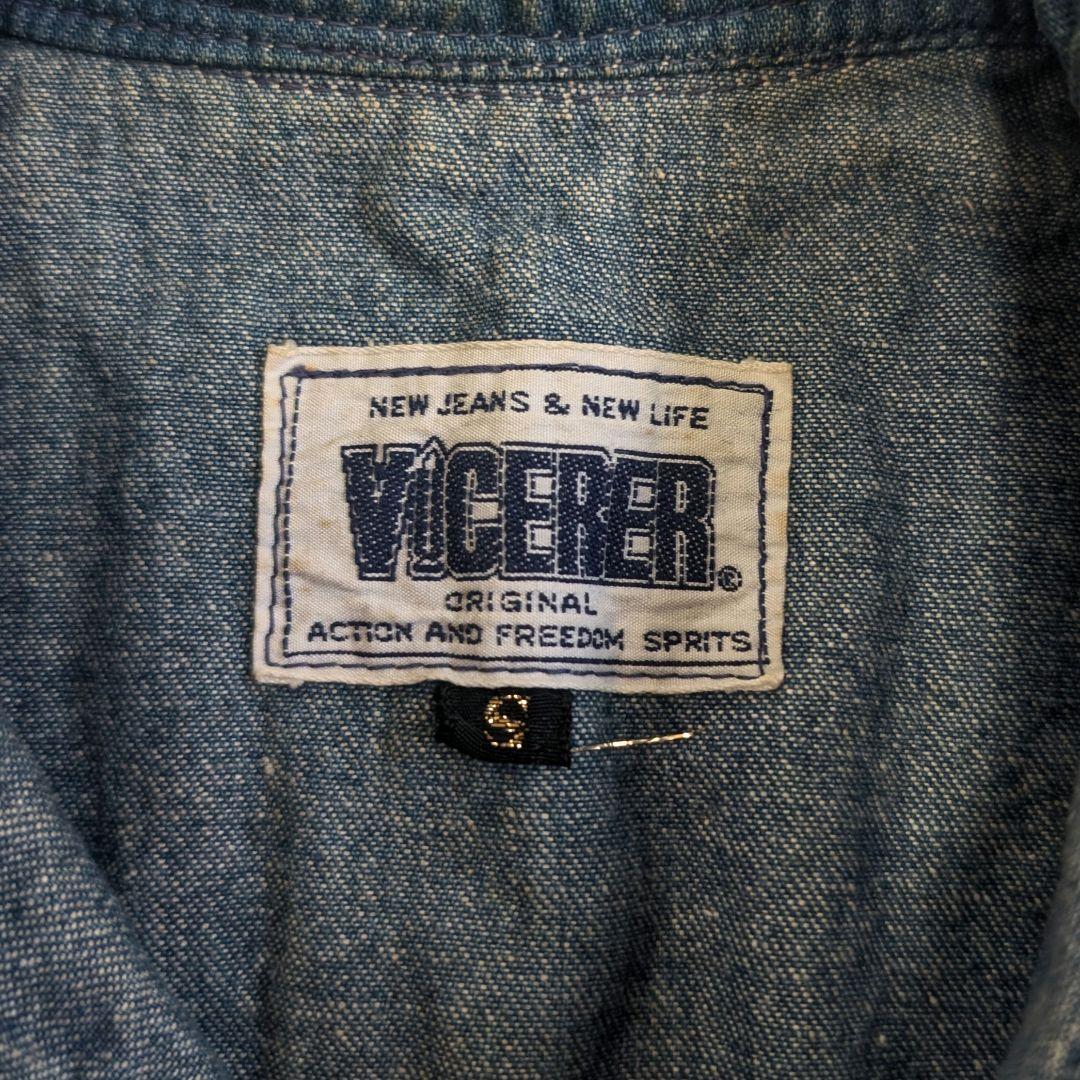 NEW JEANS & NEW LIFE
VICERER®
ORIGINAL
ACTION AND FREEDOM SPRITS
S